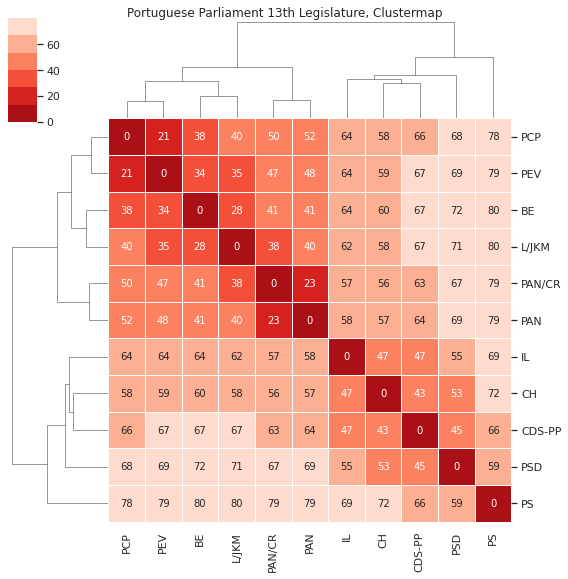 Portuguese Parliament 13th Legislature, Clustermap
60
40
20
0
0 21 38 40 50 52 64 58 66 68 78 PCP
21 0 34 35 47 48 64 59 67 69 79 PEV
38 34 0 28 41 41 64 60 67 72 80 BE
40 35 28 0 38 40 62 58 67 71 80 L/JKM
50 47 41 38 0 23 57 56 63 67 79 PAN/CR
52 48 41 40 23 0 58 57 64 69 79 PAN
64 64 64 62 57 58 0 47 47 55 69 IL
58 59 60 58 56 57 47 0 43 53 72 CH
66 67 67 67 63 64 47 43 0 45 66 CDS-PP
68 69 72 71 67 69 55 53 45 0 59 PSD
78 79 80 80 79 79 69 72 66 59 0 PS
PCP PEV BE L/JKM PAN/CR PAN IL CH CDS-PP PSD PS